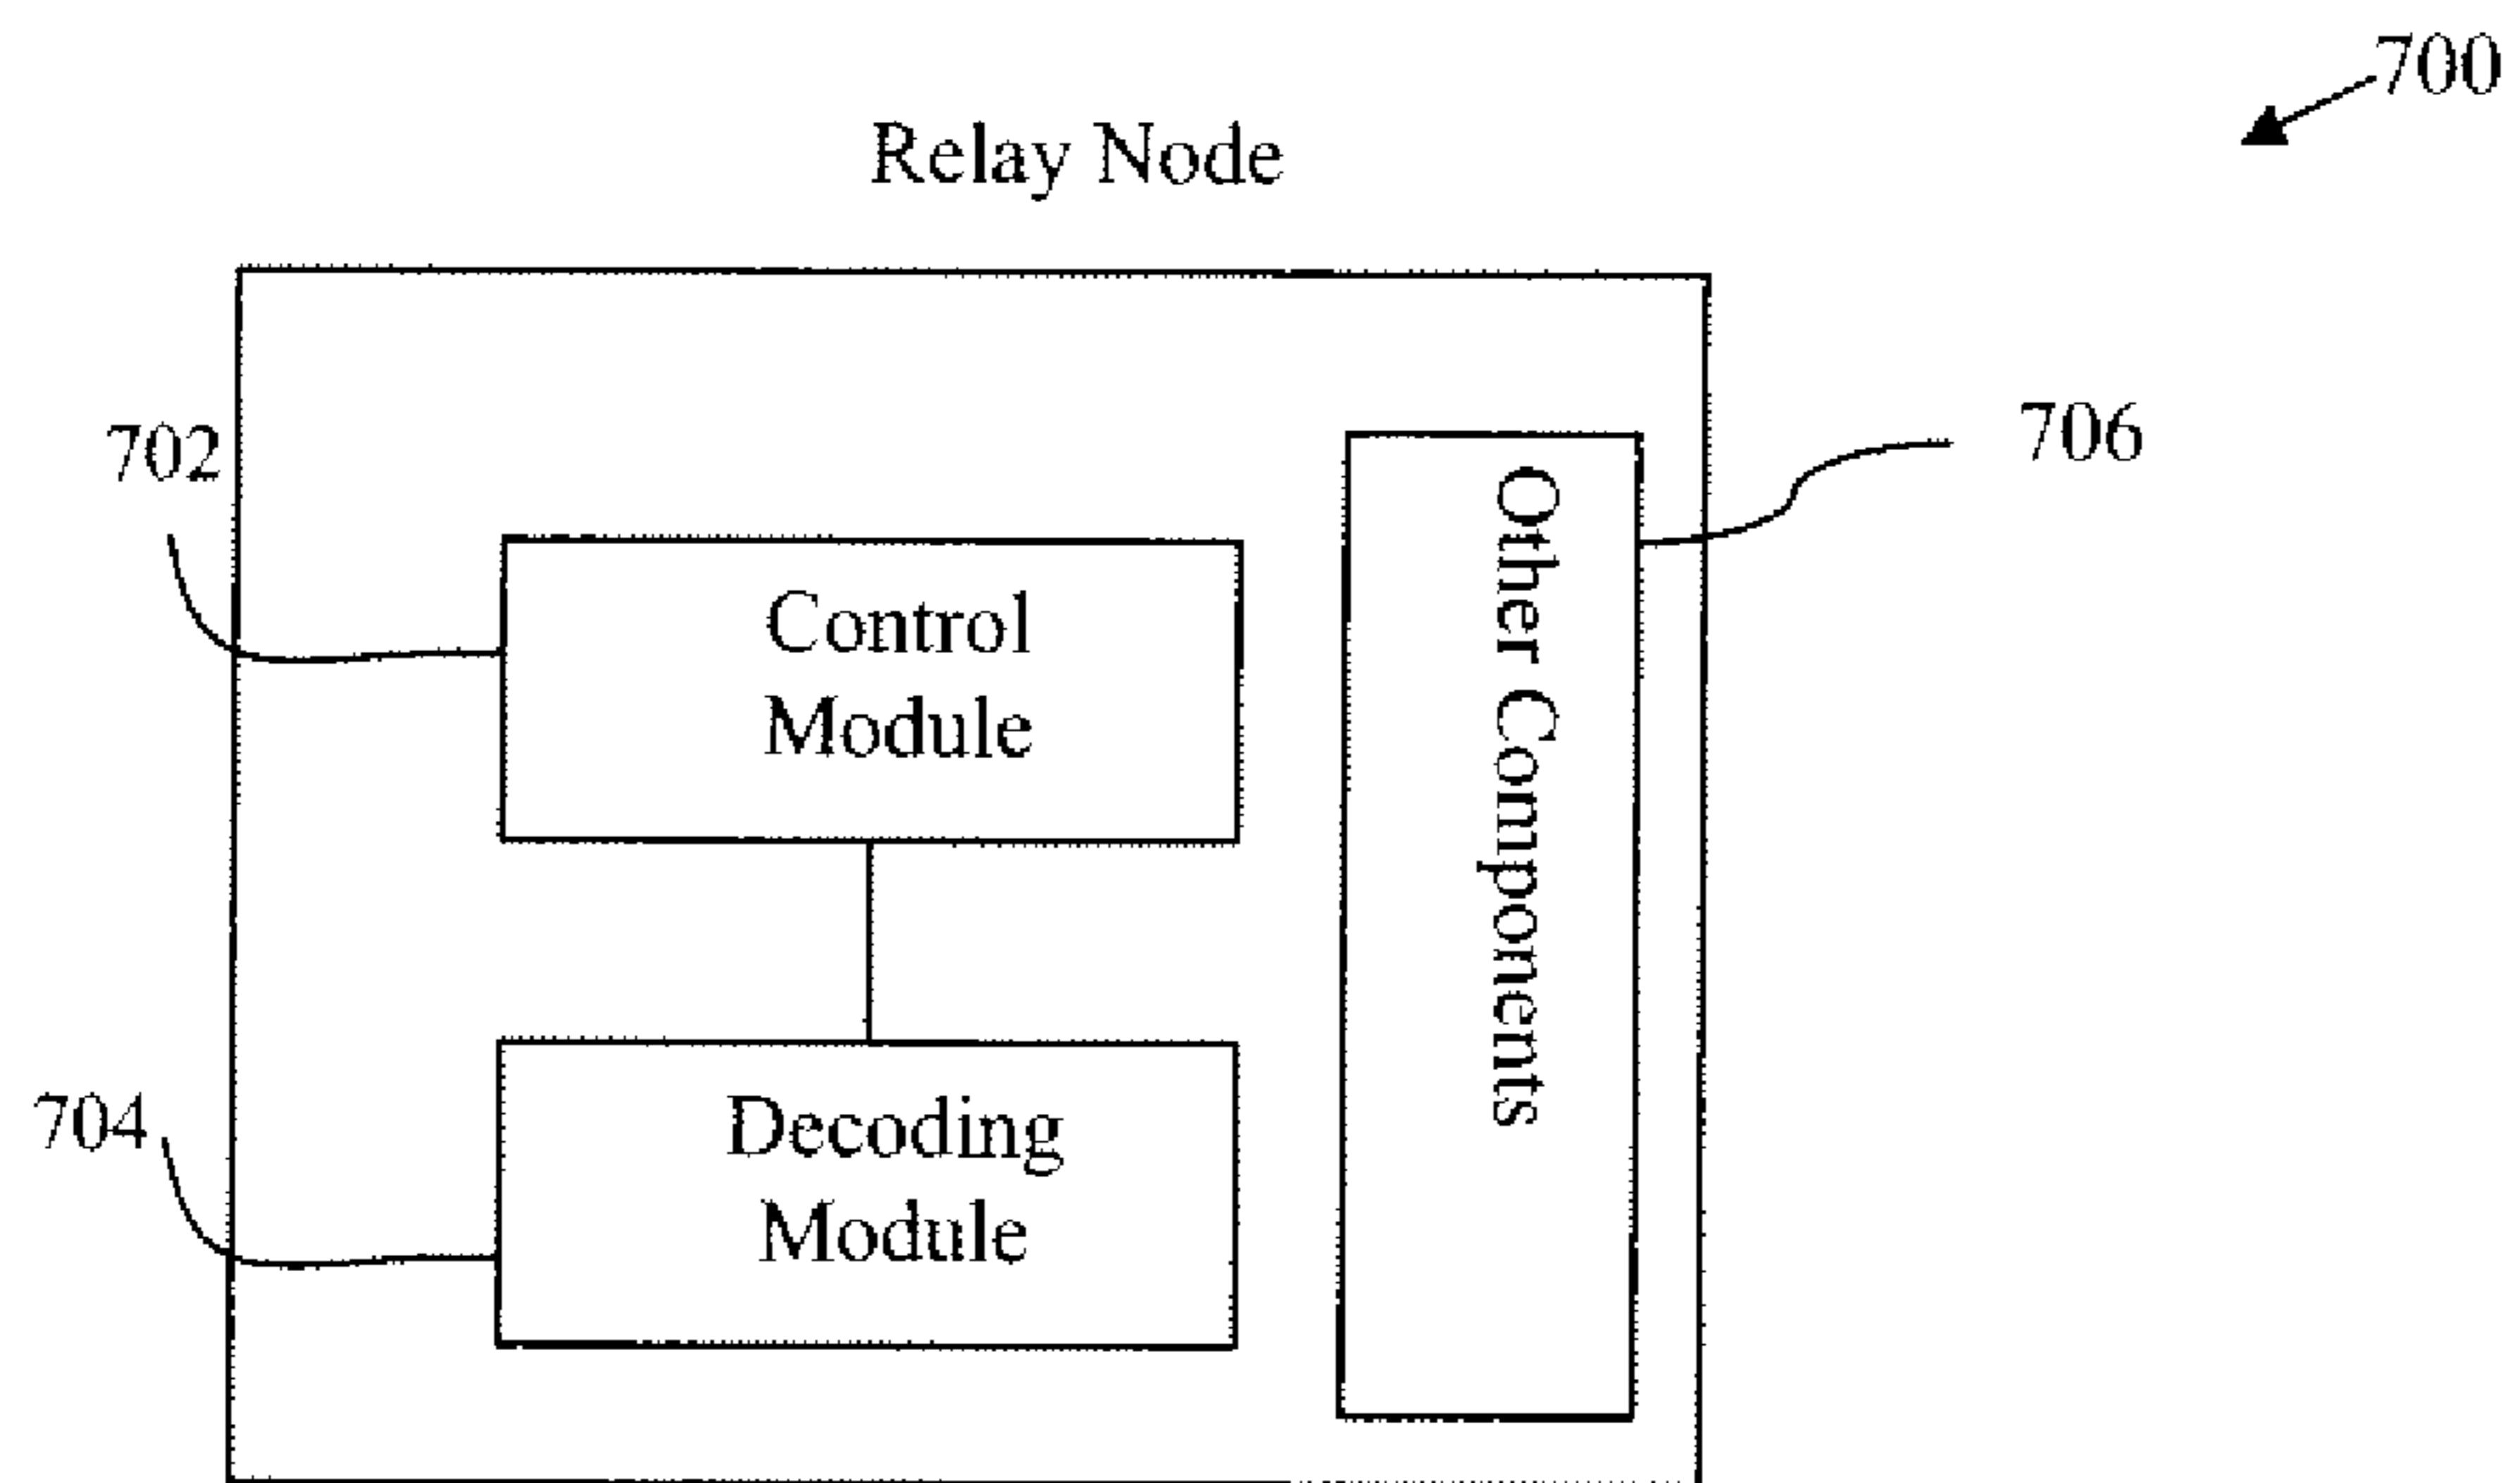 700
Relay Node
702
706
Control
Module
Other Components
704
Decoding
Module